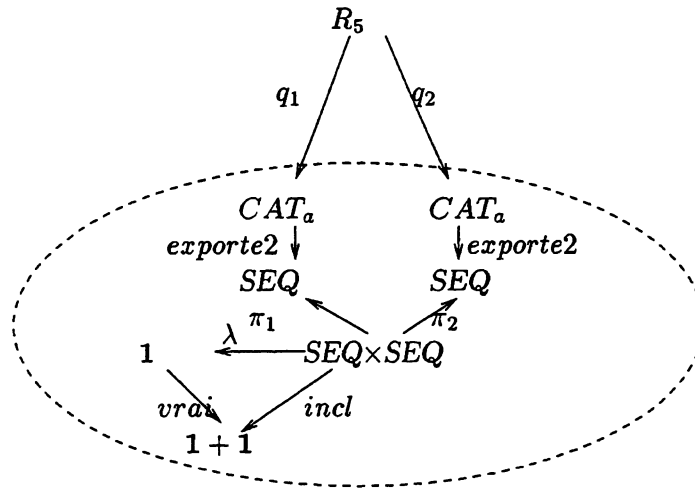 R₅
q₁ q₂
CATₐ CATₐ
exporte2 exporte2
SEQ SEQ
π₁ π₂
λ
1 SEQ×SEQ
vrai incl
1 + 1